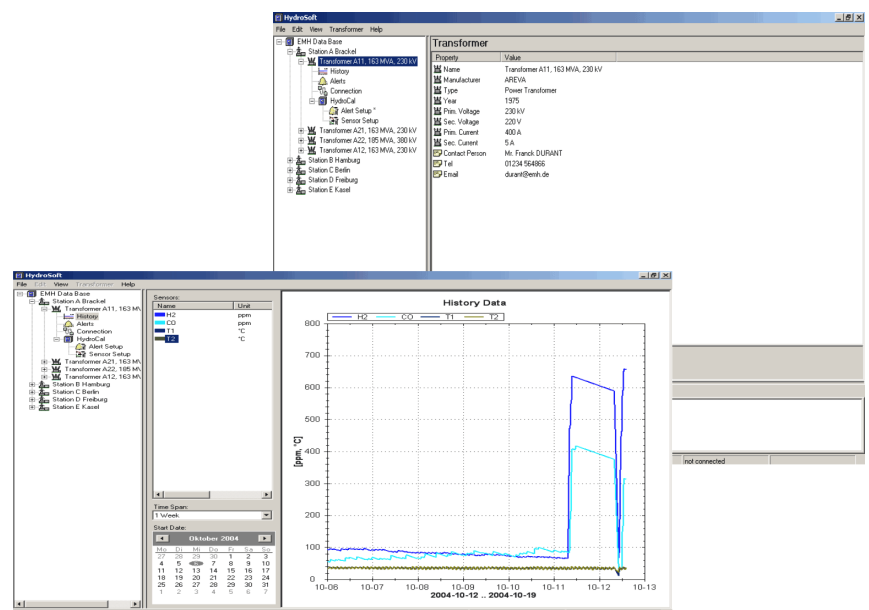 HydroSoft
File Edit View Transformer Help
EMH Data Base
Station A Brackel
Transformer A11, 163 MVA, 230 kV
History
Alerts
Connection
HydroCal
Alert Setup *
Sensor Setup
Transformer A21, 163 MVA, 230 kV
Transformer A22, 185 MVA, 380 kV
Transformer A12, 163 MVA, 230 kV
Station B Hamburg
Station C Berlin
Station D Freiburg
Station E Kasel
Transformer
Property Value
Name Transformer A11, 163 MVA, 230 kV
Manufacturer AREVA
Type Power Transformer
Year 1975
Prim. Voltage 230 kV
Sec. Voltage 220 V
Prim. Current 400 A
Sec. Current 5 A
Contact Person Mr. Franck DURANT
Tel 01234 564866
Email durant@emh.de
not connected
HydroSoft
File Edit View Transformer Help
EMH Data Base
Station A Brackel
Transformer A11, 163 M
History
Alerts
Connection
HydroCal
Alert Setup
Sensor Setup
Transformer A21, 163 M
Transformer A22, 185 M
Transformer A12, 163 M
Station B Hamburg
Station C Berlin
Station D Freiburg
Station E Kasel
Sensors:
Name Unit
H2 ppm
CO ppm
T1 °C
T2 °C
Time Span:
1 Week
Start Date:
Oktober 2004
Mo Di Mi Do Fr Sa So
27 28 29 30 1 2 3
4 5 6 7 8 9 10
11 12 13 14 15 16 17
18 19 20 21 22 23 24
25 26 27 28 29 30 31
1 2 3 4 5 6 7
History Data
H2 CO T1 T2
800
700
600
500
400
300
200
100
0
[ppm, °C]
10-06 10-07 10-08 10-09 10-10 10-11 10-12 10-13
2004-10-12 .. 2004-10-19